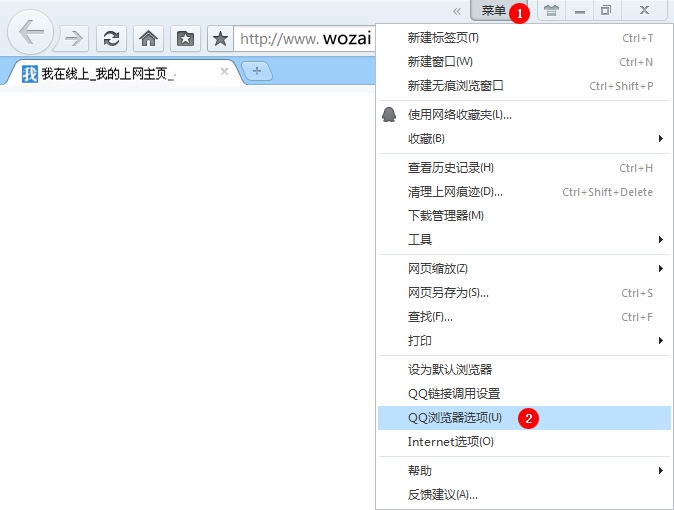 « 菜单 1
http://www. wozai
我在线上_我的上网主页_
新建标签页(T) Ctrl+T
新建窗口(W) Ctrl+N
新建无痕浏览窗口 Ctrl+Shift+P
使用网络收藏夹(L)...
收藏(B)
查看历史记录(H) Ctrl+H
清理上网痕迹(D)... Ctrl+Shift+Delete
下载管理器(M)
工具
网页缩放(Z)
网页另存为(S)... Ctrl+S
查找(F)... Ctrl+F
打印
设为默认浏览器
QQ链接调用设置
QQ浏览器选项(U) 2
Internet选项(O)
帮助
反馈建议(A)...